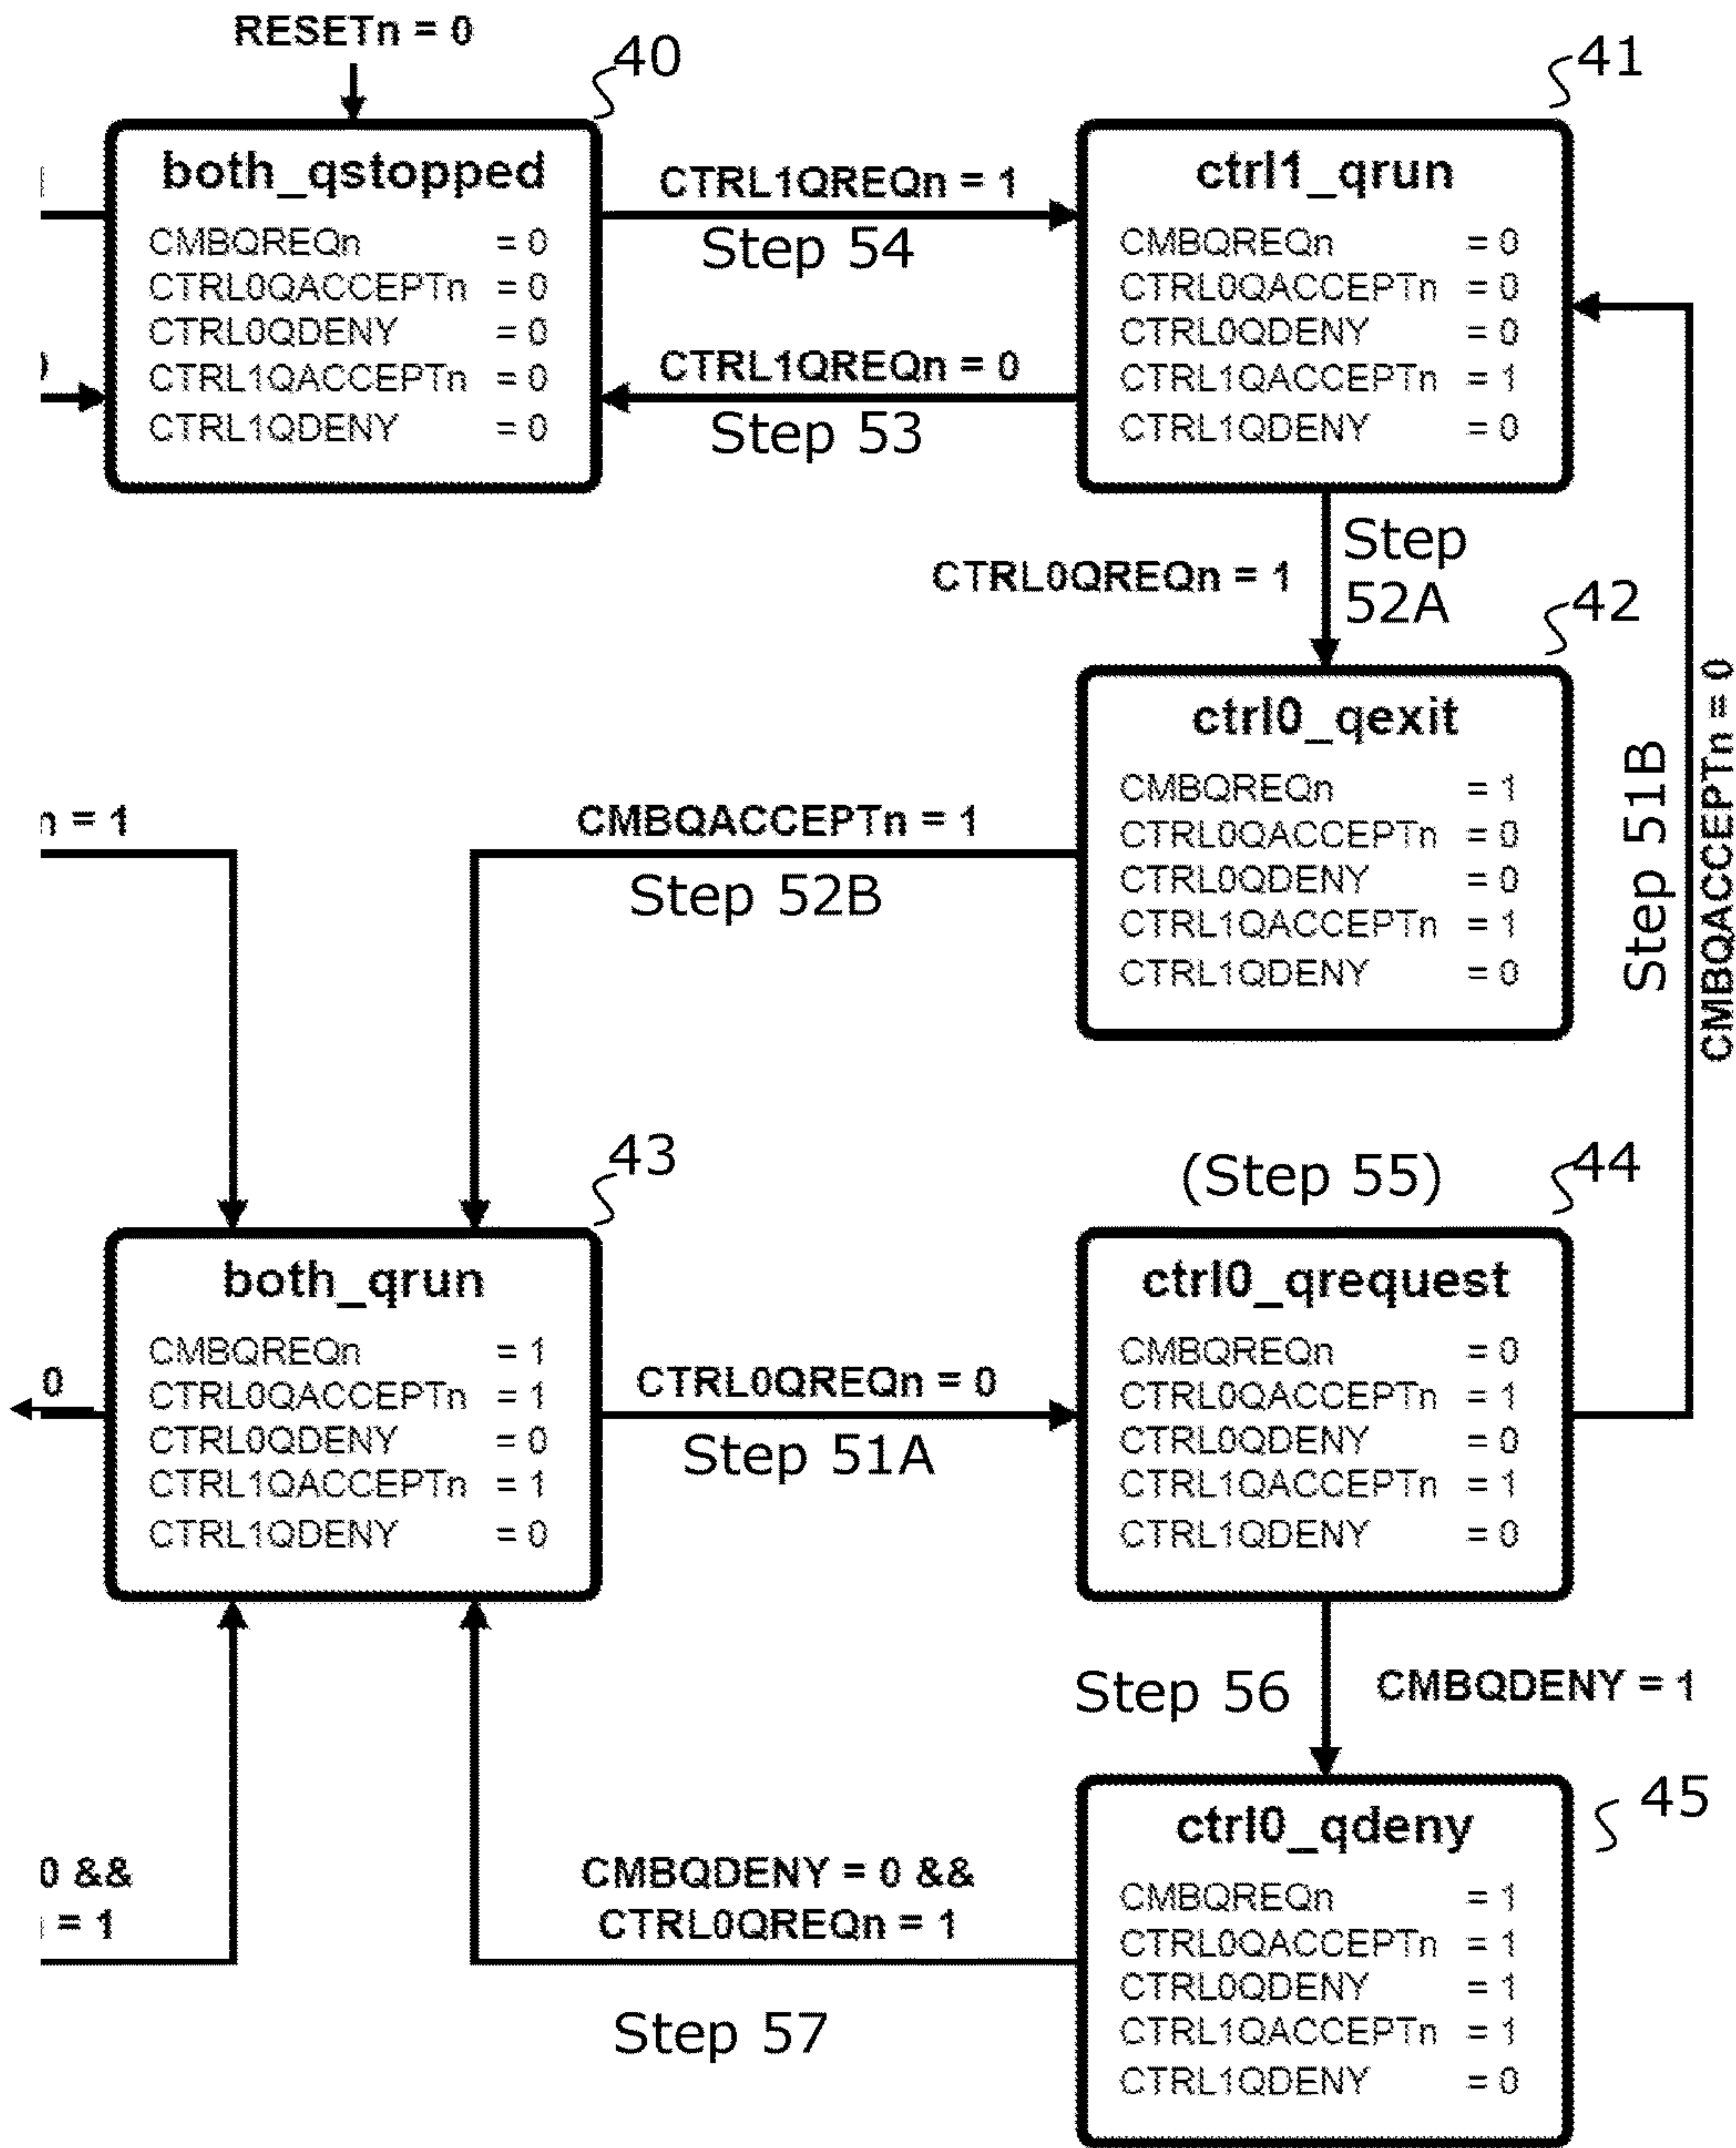 RESETn = 0
40
41
both_qstopped
CMBQREQn = 0
CTRL0QACCEPTn = 0
CTRL0QDENY = 0
CTRL1QACCEPTn = 0
CTRL1QDENY = 0
CTRL1QREQn = 1
Step 54
CTRL1QREQn = 0
Step 53
ctrl1_qrun
CMBQREQn = 0
CTRL0QACCEPTn = 0
CTRL0QDENY = 0
CTRL1QACCEPTn = 1
CTRL1QDENY = 0
CTRL0QREQn = 1
Step
52A
42
ctrl0_qexit
CMBQREQn = 1
CTRL0QACCEPTn = 0
CTRL0QDENY = 0
CTRL1QACCEPTn = 1
CTRL1QDENY = 0
Step 51B
CMBQACCEPTn = 0
n = 1
CMBQACCEPTn = 1
Step 52B
43
(Step 55)
44
both_qrun
CMBQREQn = 1
CTRL0QACCEPTn = 1
CTRL0QDENY = 0
CTRL1QACCEPTn = 1
CTRL1QDENY = 0
0
CTRL0QREQn = 0
Step 51A
ctrl0_qrequest
CMBQREQn = 0
CTRL0QACCEPTn = 1
CTRL0QDENY = 0
CTRL1QACCEPTn = 1
CTRL1QDENY = 0
Step 56
CMBQDENY = 1
45
ctrl0_qdeny
CMBQREQn = 1
CTRL0QACCEPTn = 1
CTRL0QDENY = 1
CTRL1QACCEPTn = 1
CTRL1QDENY = 0
0 &&
= 1
CMBQDENY = 0 &&
CTRL0QREQn = 1
Step 57